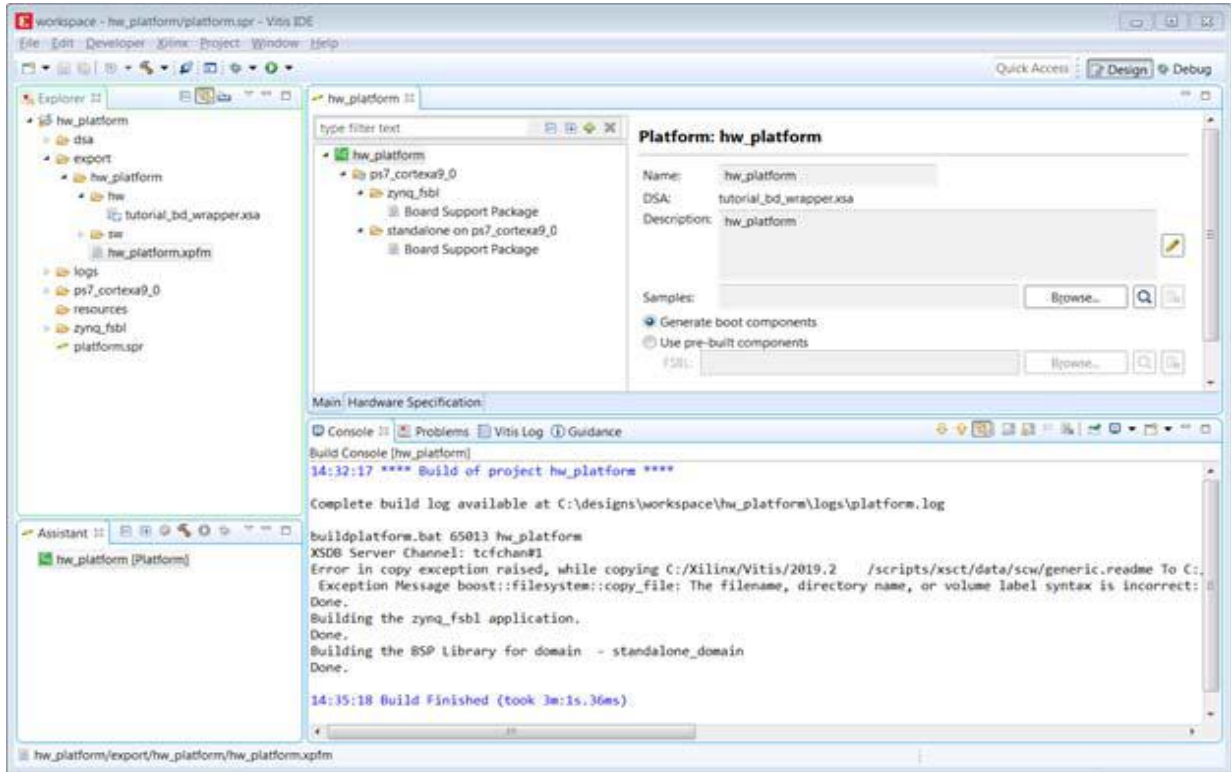 workspace - hw_platform/platform.spr - Vitis IDE
File Edit Developer Xilinx Project Window Help
Quick Access Design Debug
Explorer
hw_platform
dsa
export
hw_platform
hw
tutorial_bd_wrapper.xsa
sw
hw_platform.xpfm
logs
ps7_cortexa9_0
resources
zynq_fsbl
platform.spr
Assistant
hw_platform [Platform]
hw_platform
type filter text
hw_platform
ps7_cortexa9_0
zynq_fsbl
Board Support Package
standalone on ps7_cortexa9_0
Board Support Package
Platform: hw_platform
Name: hw_platform
DSA: tutorial_bd_wrapper.xsa
Description: hw_platform
Samples: Browse...
Generate boot components
Use pre-built components
FSBL: Browse...
Main Hardware Specification
Console Problems Vitis Log Guidance
Build Console [hw_platform]
14:32:17 **** Build of project hw_platform ****
Complete build log available at C:\designs\workspace\hw_platform\logs\platform.log
buildplatform.bat 65013 hw_platform
XSDB Server Channel: tcfchan#1
Error in copy exception raised, while copying C:/Xilinx/Vitis/2019.2 /scripts/xsct/data/scw/generic.readme To C:
Exception Message boost::filesystem::copy_file: The filename, directory name, or volume label syntax is incorrect:
Done.
Building the zynq_fsbl application.
Done.
Building the BSP Library for domain - standalone_domain
Done.
14:35:18 Build Finished (took 3m:1s.36ms)
hw_platform/export/hw_platform/hw_platform.xpfm